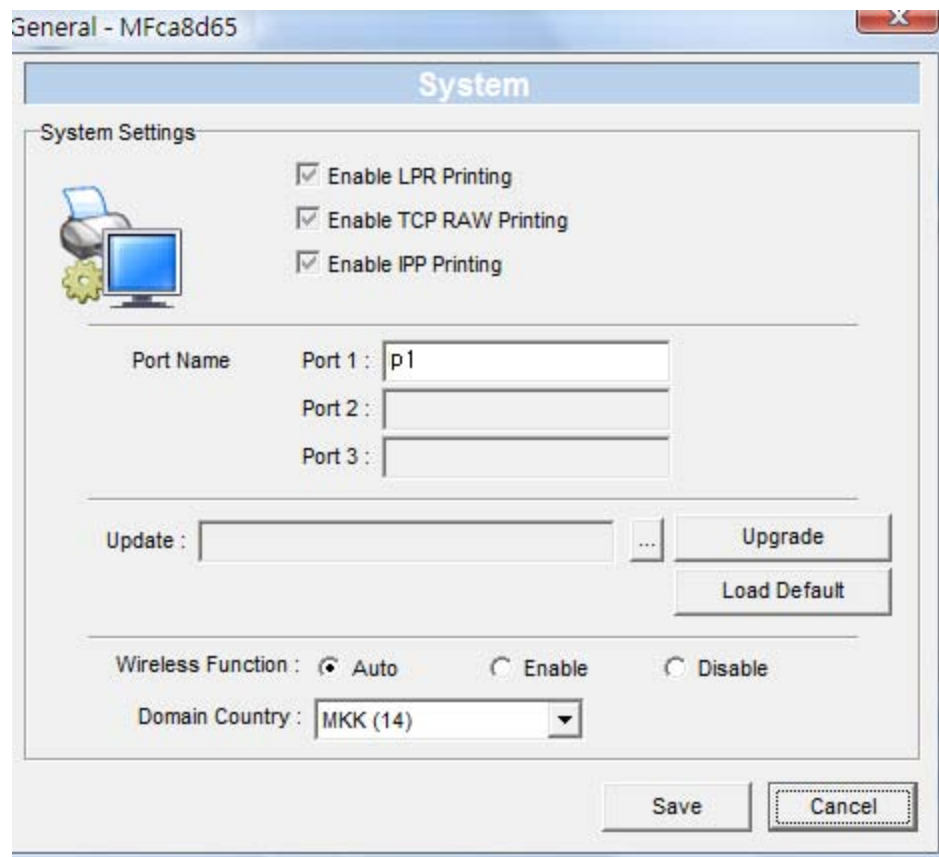 General - MFca8d65
System
System Settings
Enable LPR Printing
Enable TCP RAW Printing
Enable IPP Printing
Port Name Port 1 : p1
Port 2 :
Port 3 :
Update : ... Upgrade
Load Default
Wireless Function : Auto Enable Disable
Domain Country : MKK (14)
Save Cancel